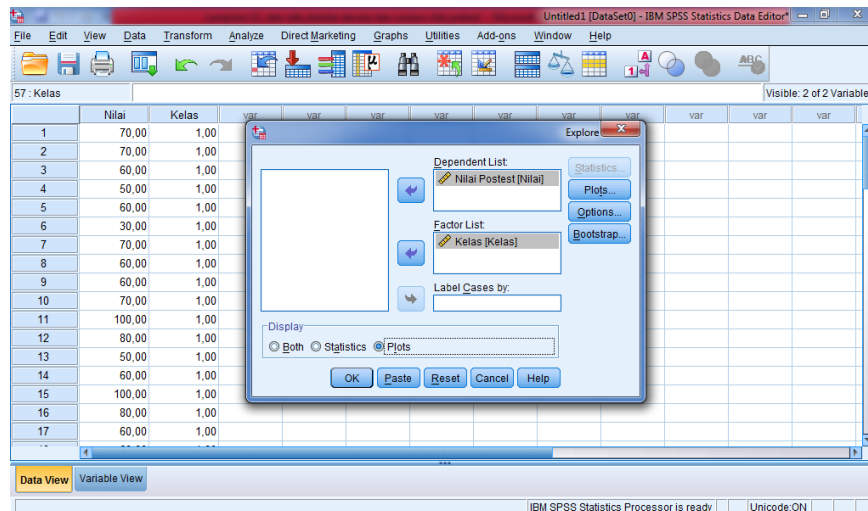 Untitled1 [DataSet0] - IBM SPSS Statistics Data Editor*
File Edit View Data Transform Analyze Direct Marketing Graphs Utilities Add-ons Window Help
57 : Kelas Visible: 2 of 2 Variable
Nilai Kelas var var var var var var var var var
1 70,00 1,00
2 70,00 1,00
3 60,00 1,00
4 50,00 1,00
5 60,00 1,00
6 30,00 1,00
7 70,00 1,00
8 60,00 1,00
9 60,00 1,00
10 70,00 1,00
11 100,00 1,00
12 80,00 1,00
13 50,00 1,00
14 60,00 1,00
15 100,00 1,00
16 80,00 1,00
17 60,00 1,00
Explore
Dependent List:
Nilai Postest [Nilai]
Factor List:
Kelas [Kelas]
Label Cases by:
Statistics...
Plots...
Options...
Bootstrap...
Display
Both Statistics Plots
OK Paste Reset Cancel Help
Data View Variable View
IBM SPSS Statistics Processor is ready Unicode:ON